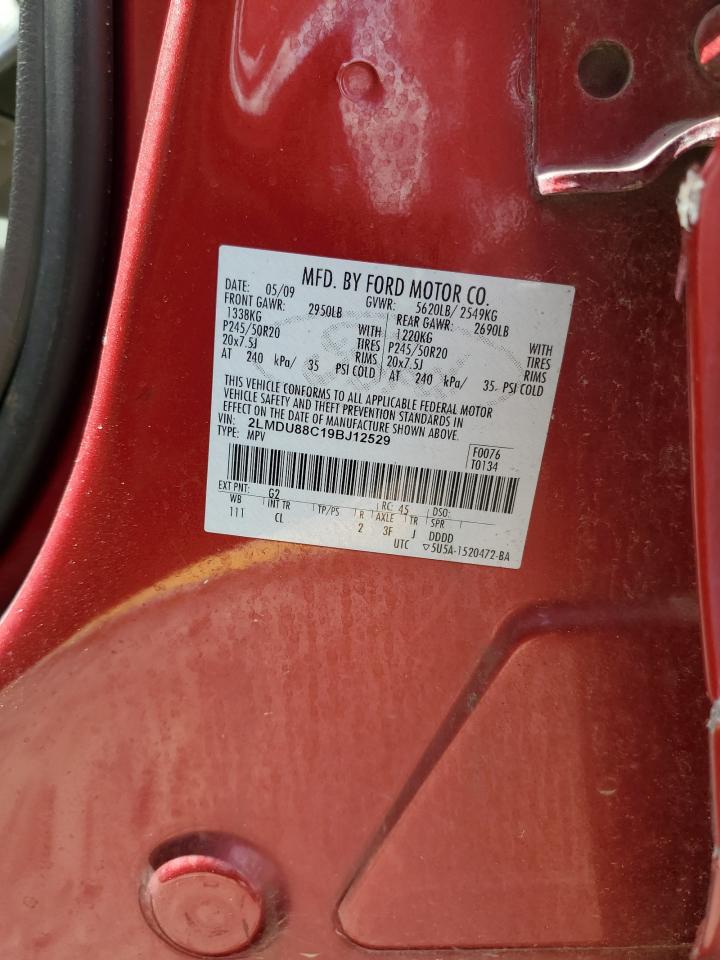 MFD. BY FORD MOTOR CO.
DATE: 05/09 GVWR: 5620LB/ 2549KG
FRONT GAWR: 2950LB REAR GAWR: 2690LB
1338KG WITH 1220KG WITH
P245/50R20 TIRES P245/50R20 TIRES
20x7.5J RIMS 20x7.5J RIMS
AT 240 kPa/ 35 PSI COLD AT 240 kPa/ 35 PSI COLD
THIS VEHICLE CONFORMS TO ALL APPLICABLE FEDERAL MOTOR
VEHICLE SAFETY AND THEFT PREVENTION STANDARDS IN
EFFECT ON THE DATE OF MANUFACTURE SHOWN ABOVE.
VIN: 2LMDU88C19BJ12529
TYPE: MPV F0076
T0134
EXT PNT: G2 RC: 45 DSO:
WB INT TR TP/PS R AXLE TR SPR
111 CL 2 3F J DDDD
UTC ▽5U5A-1520472-BA